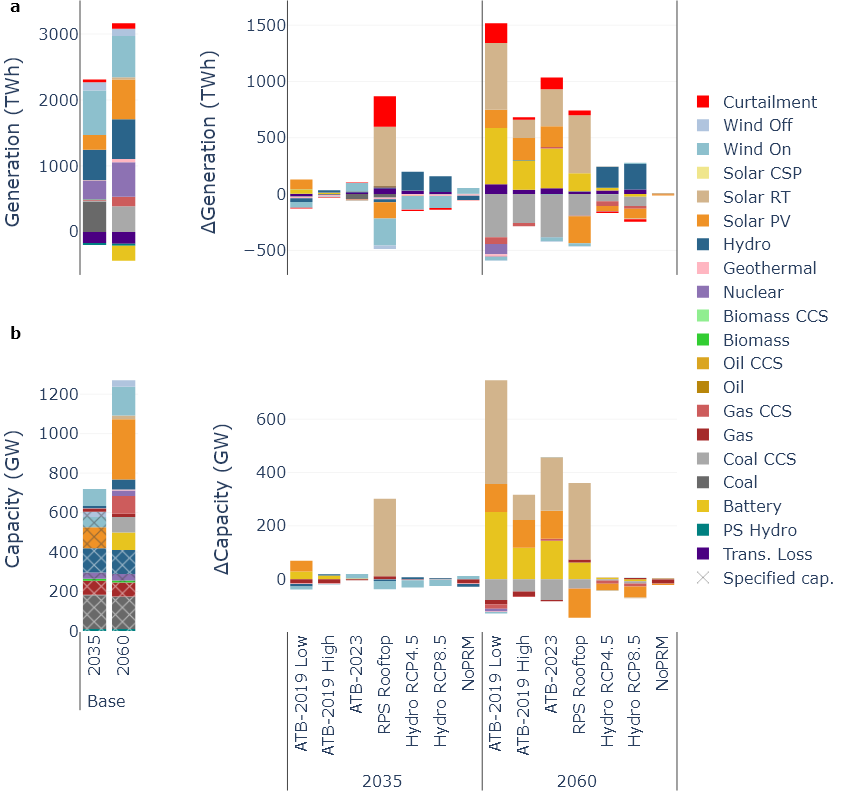 a
Generation (TWh)
3000
2000
1000
0
ΔGeneration (TWh)
1500
1000
500
0
−500
Curtailment
Wind Off
Wind On
Solar CSP
Solar RT
Solar PV
Hydro
Geothermal
Nuclear
Biomass CCS
Biomass
Oil CCS
Oil
Gas CCS
Gas
Coal CCS
Coal
Battery
PS Hydro
Trans. Loss
Specified cap.
b
Capacity (GW)
1200
1000
800
600
400
200
0
2035
2060
Base
ΔCapacity (GW)
600
400
200
0
ATB-2019 Low
ATB-2019 High
ATB-2023
RPS Rooftop
Hydro RCP4.5
Hydro RCP8.5
NoPRM
ATB-2019 Low
ATB-2019 High
ATB-2023
RPS Rooftop
Hydro RCP4.5
Hydro RCP8.5
NoPRM
2035
2060